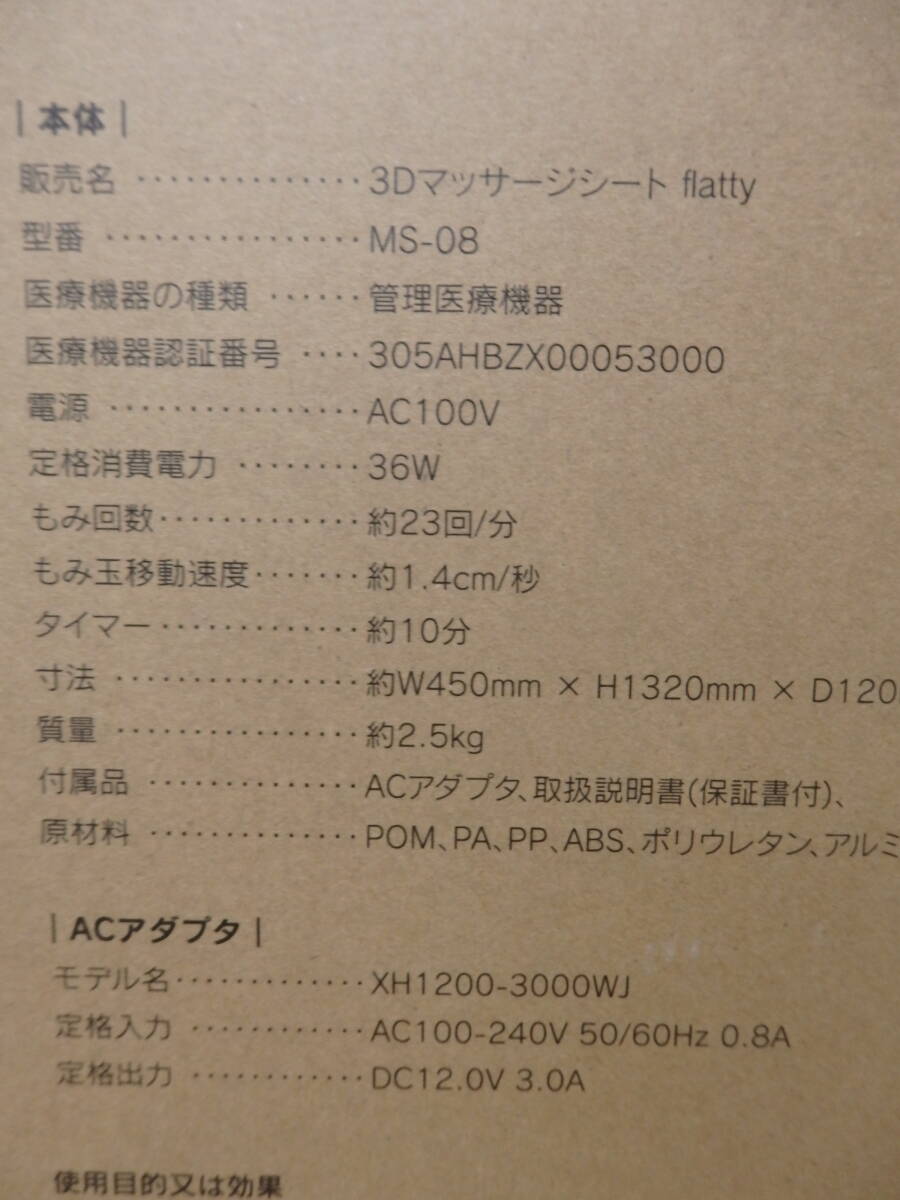 | 本体 |
販売名 ・・・・・・・・・・・・・・ 3Dマッサージシート flatty
型番 ・・・・・・・・・・・・・・・・ MS-08
医療機器の種類 ・・・・・・ 管理医療機器
医療機器認証番号 ・・・・ 305AHBZX00053000
電源 ・・・・・・・・・・・・・・・・ AC100V
定格消費電力 ・・・・・・・・ 36W
もみ回数・・・・・・・・・・・・・ 約23回/分
もみ玉移動速度・・・・・・・ 約1.4cm/秒
タイマー・・・・・・・・・・・・・ 約10分
寸法 ・・・・・・・・・・・・・・・・ 約W450mm × H1320mm × D120
質量 ・・・・・・・・・・・・・・・・ 約2.5kg
付属品 ・・・・・・・・・・・・・・ ACアダプタ、取扱説明書(保証書付)、
原材料 ・・・・・・・・・・・・・・ POM、PA、PP、ABS、ポリウレタン、アルミ
| ACアダプタ |
モデル名・・・・・・・・・・・・・ XH1200-3000WJ
定格入力 ・・・・・・・・・・・・ AC100-240V 50/60Hz 0.8A
定格出力 ・・・・・・・・・・・・ DC12.0V 3.0A
使用目的又は効果